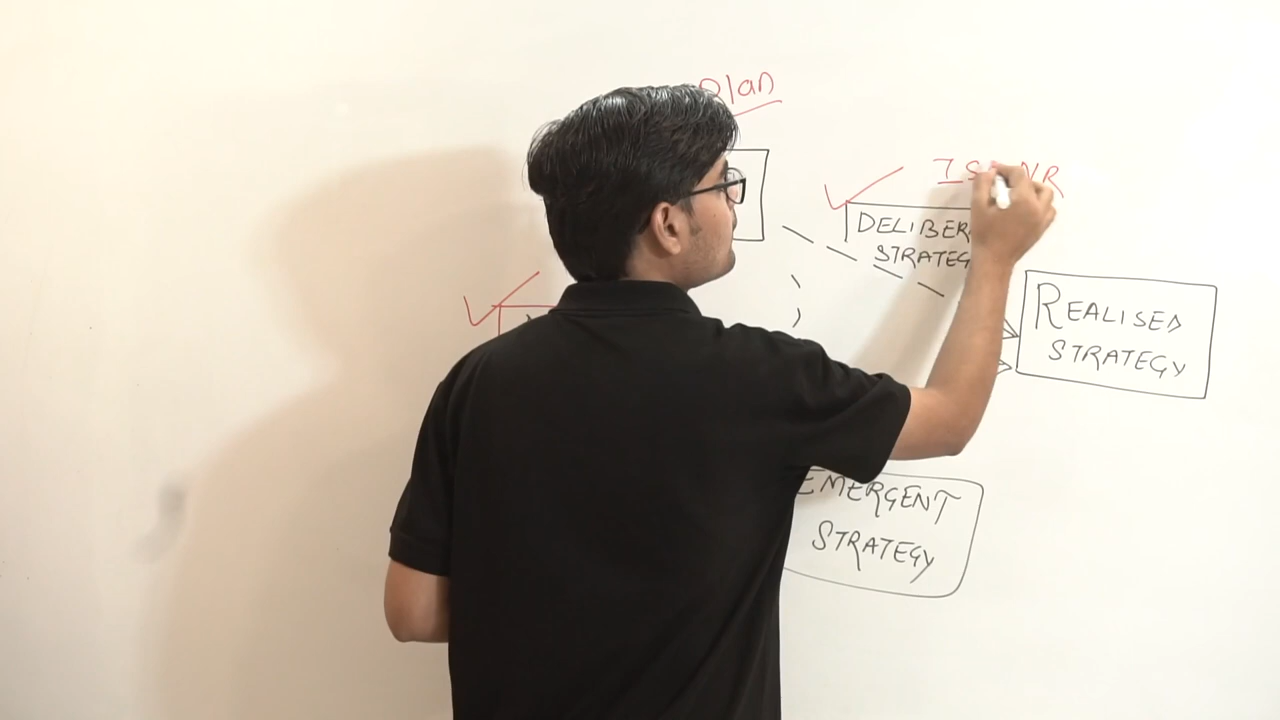 plan
DELIBER
STRATEG
REALISED
STRATEGY
EMERGENT
STRATEGY